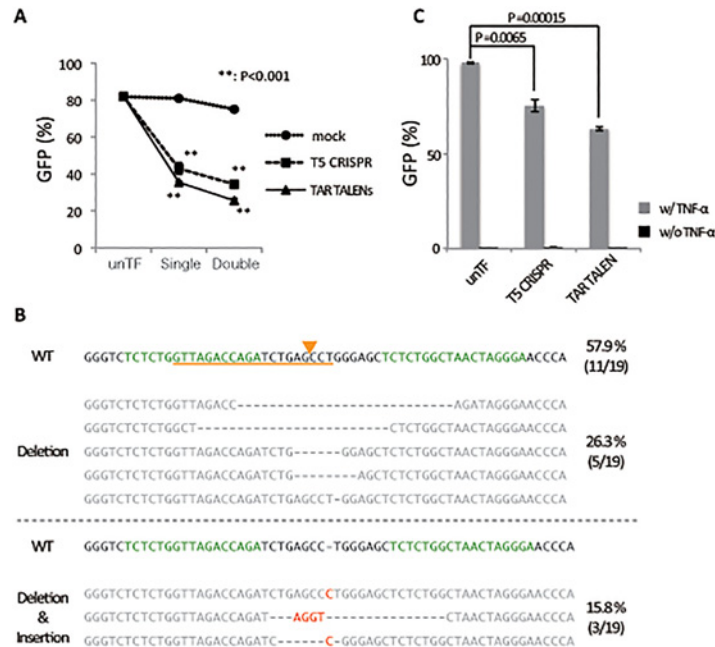 A
**: P<0.001
GFP (%)
100
80
60
40
20
0
**
**
**
**
unTF
Single
Double
mock
T5 CRISPR
TAR TALENs
C
P=0.00015
P=0.0065
GFP (%)
100
50
0
unTF
T5 CRISPR
TAR TALEN
w/ TNF-α
w/o TNF-α
B
WT GGGTCTCTCTGGTTAGACCAGATCTGAGCCTGGGAGCTCTCTGGCTAACTAGGGAACCCA 57.9% (11/19)
GGGTCTCTCTGGTTAGACC---------------------------AGATAGGGAACCCA
GGGTCTCTCTGGCT------------------------CTCTGGCTAACTAGGGAACCCA
Deletion GGGTCTCTCTGGTTAGACCAGATCTG------GGAGCTCTCTGGCTAACTAGGGAACCCA 26.3% (5/19)
GGGTCTCTCTGGTTAGACCAGATCTG--------AGCTCTCTGGCTAACTAGGGAACCCA
GGGTCTCTCTGGTTAGACCAGATCTGAGCCT-GGAGCTCTCTGGCTAACTAGGGAACCCA
WT GGGTCTCTCTGGTTAGACCAGATCTGAGCC-TGGGAGCTCTCTGGCTAACTAGGGAACCCA
Deletion & Insertion
GGGTCTCTCTGGTTAGACCAGATCTGAGCCCTGGGAGCTCTCTGGCTAACTAGGGAACCCA
GGGTCTCTCTGGTTAGACCAGAT---AGGT---------------CTAACTAGGGAACCCA
GGGTCTCTCTGGTTAGACCAGATC------C-GGGAGCTCTCTGGCTAACTAGGGAACCCA
15.8% (3/19)